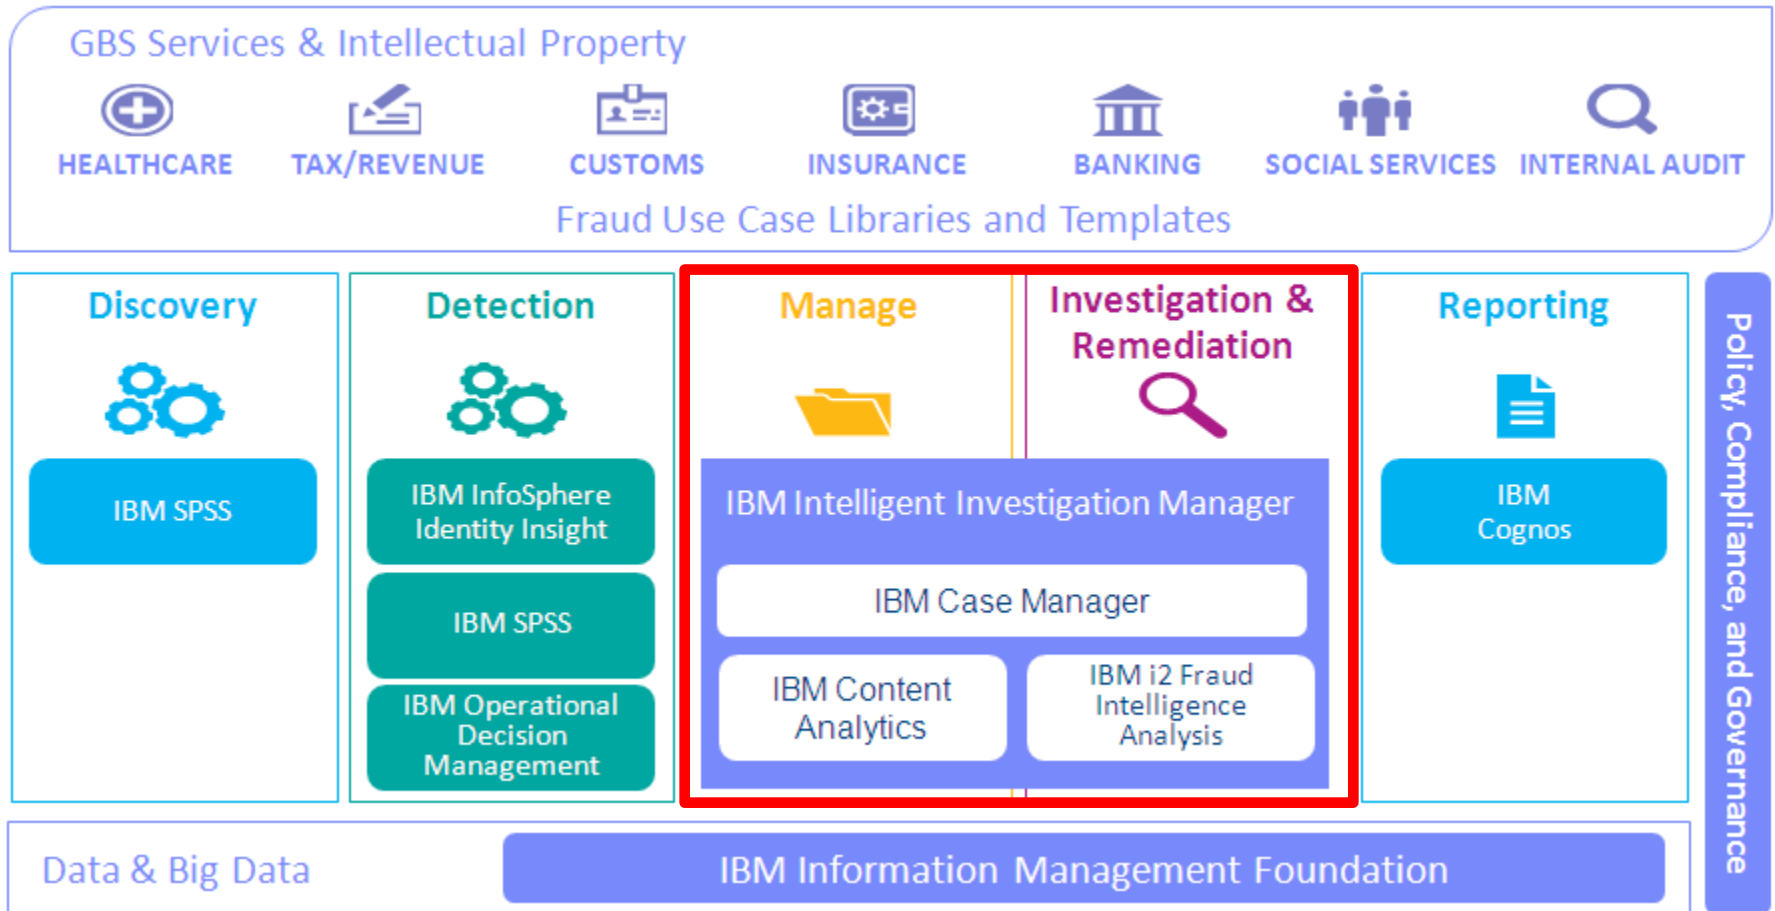 GBS Services & Intellectual Property
HEALTHCARE
TAX/REVENUE
CUSTOMS
INSURANCE
BANKING
SOCIAL SERVICES
INTERNAL AUDIT
Fraud Use Case Libraries and Templates
Discovery
IBM SPSS
Detection
IBM InfoSphere
Identity Insight
IBM SPSS
IBM Operational
Decision
Management
Manage
Investigation &
Remediation
IBM Intelligent Investigation Manager
IBM Case Manager
IBM Content
Analytics
IBM i2 Fraud
Intelligence
Analysis
Reporting
IBM
Cognos
Policy, Compliance, and Governance
Data & Big Data
IBM Information Management Foundation